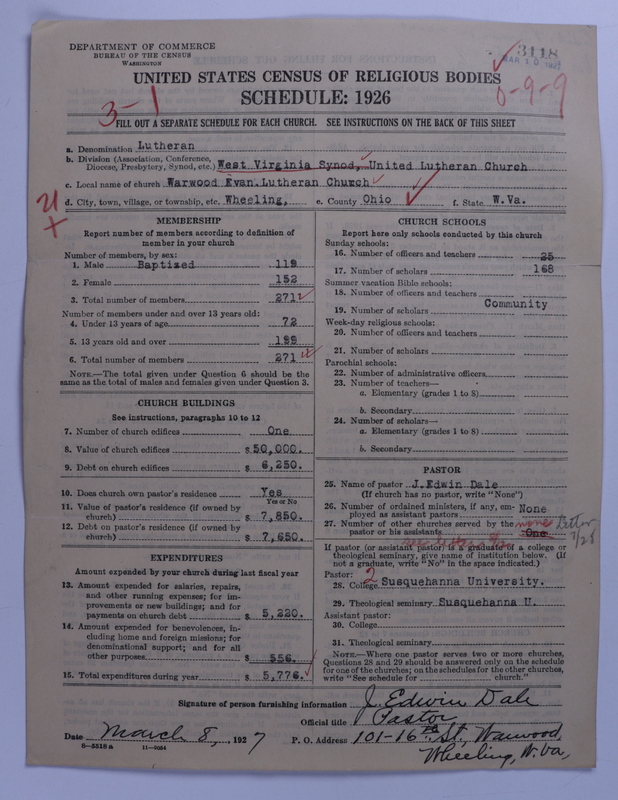 DEPARTMENT OF COMMERCE
BUREAU OF THE CENSUS
WASHINGTON
3118
MAR 10
UNITED STATES CENSUS OF RELIGIOUS BODIES
SCHEDULE: 1926
3-1
0-9-9
FILL OUT A SEPARATE SCHEDULE FOR EACH CHURCH. SEE INSTRUCTIONS ON THE BACK OF THIS SHEET
a. Denomination Lutheran
b. Division (Association, Conference, Diocese, Presbytery, Synod, etc.) West Virginia Synod, United Lutheran Church
c. Local name of church Warwood Evan.Lutheran Church
d. City, town, village, or township, etc. Wheeling, e. County Ohio f. State W.Va.
21
MEMBERSHIP
Report number of members according to definition of
member in your church
Number of members, by sex:
1. Male Baptized 119
2. Female 152
3. Total number of members 271
Number of members under and over 13 years old:
4. Under 13 years of age 72
5. 13 years old and over 199
6. Total number of members 271
NOTE.—The total given under Question 6 should be the
same as the total of males and females given under Question 3.
CHURCH BUILDINGS
See instructions, paragraphs 10 to 12
7. Number of church edifices One
8. Value of church edifices $50,000.
9. Debt on church edifices $ 6,250.
10. Does church own pastor's residence Yes
Yes or No
11. Value of pastor's residence (if owned by
church) $ 7,850.
12. Debt on pastor's residence (if owned by
church) $ 7,650.
EXPENDITURES
Amount expended by your church during last fiscal year
13. Amount expended for salaries, repairs,
and other running expenses; for im-
provements or new buildings; and for
payments on church debt $ 5,220.
14. Amount expended for benevolences, in-
cluding home and foreign missions; for
denominational support; and for all
other purposes $ 556.
15. Total expenditures during year $ 5,776.
CHURCH SCHOOLS
Report here only schools conducted by this church
Sunday schools:
16. Number of officers and teachers 25
17. Number of scholars 168
Summer vacation Bible schools:
18. Number of officers and teachers
19. Number of scholars Community
Week-day religious schools:
20. Number of officers and teachers
21. Number of scholars
Parochial schools:
22. Number of administrative officers
23. Number of teachers—
a. Elementary (grades 1 to 8)
b. Secondary
24. Number of scholars—
a. Elementary (grades 1 to 8)
b. Secondary
PASTOR
25. Name of pastor J.Edwin Dale
(If church has no pastor, write "None")
26. Number of ordained ministers, if any, em-
ployed as assistant pastors None
27. Number of other churches served by the
pastor or his assistants One
none
Letter
If pastor (or assistant pastor) is a graduate of a college or
theological seminary, give name of institution below. (If
not a graduate, write "No" in the space indicated.)
Pastor: 2
28. College Susquehanna University.
29. Theological seminary Susquehanna U.
Assistant pastor:
30. College
31. Theological seminary
NOTE.—Where one pastor serves two or more churches,
Questions 28 and 29 should be answered only on the schedule
for one of the churches; on the schedules for the other churches,
write "See schedule for church."
Signature of person furnishing information J. Edwin Dale
Official title Pastor
Date March 8, 1927 P. O. Address 101-16th St, Warwood,
Wheeling, W.Va,
6—5318a 11—9034